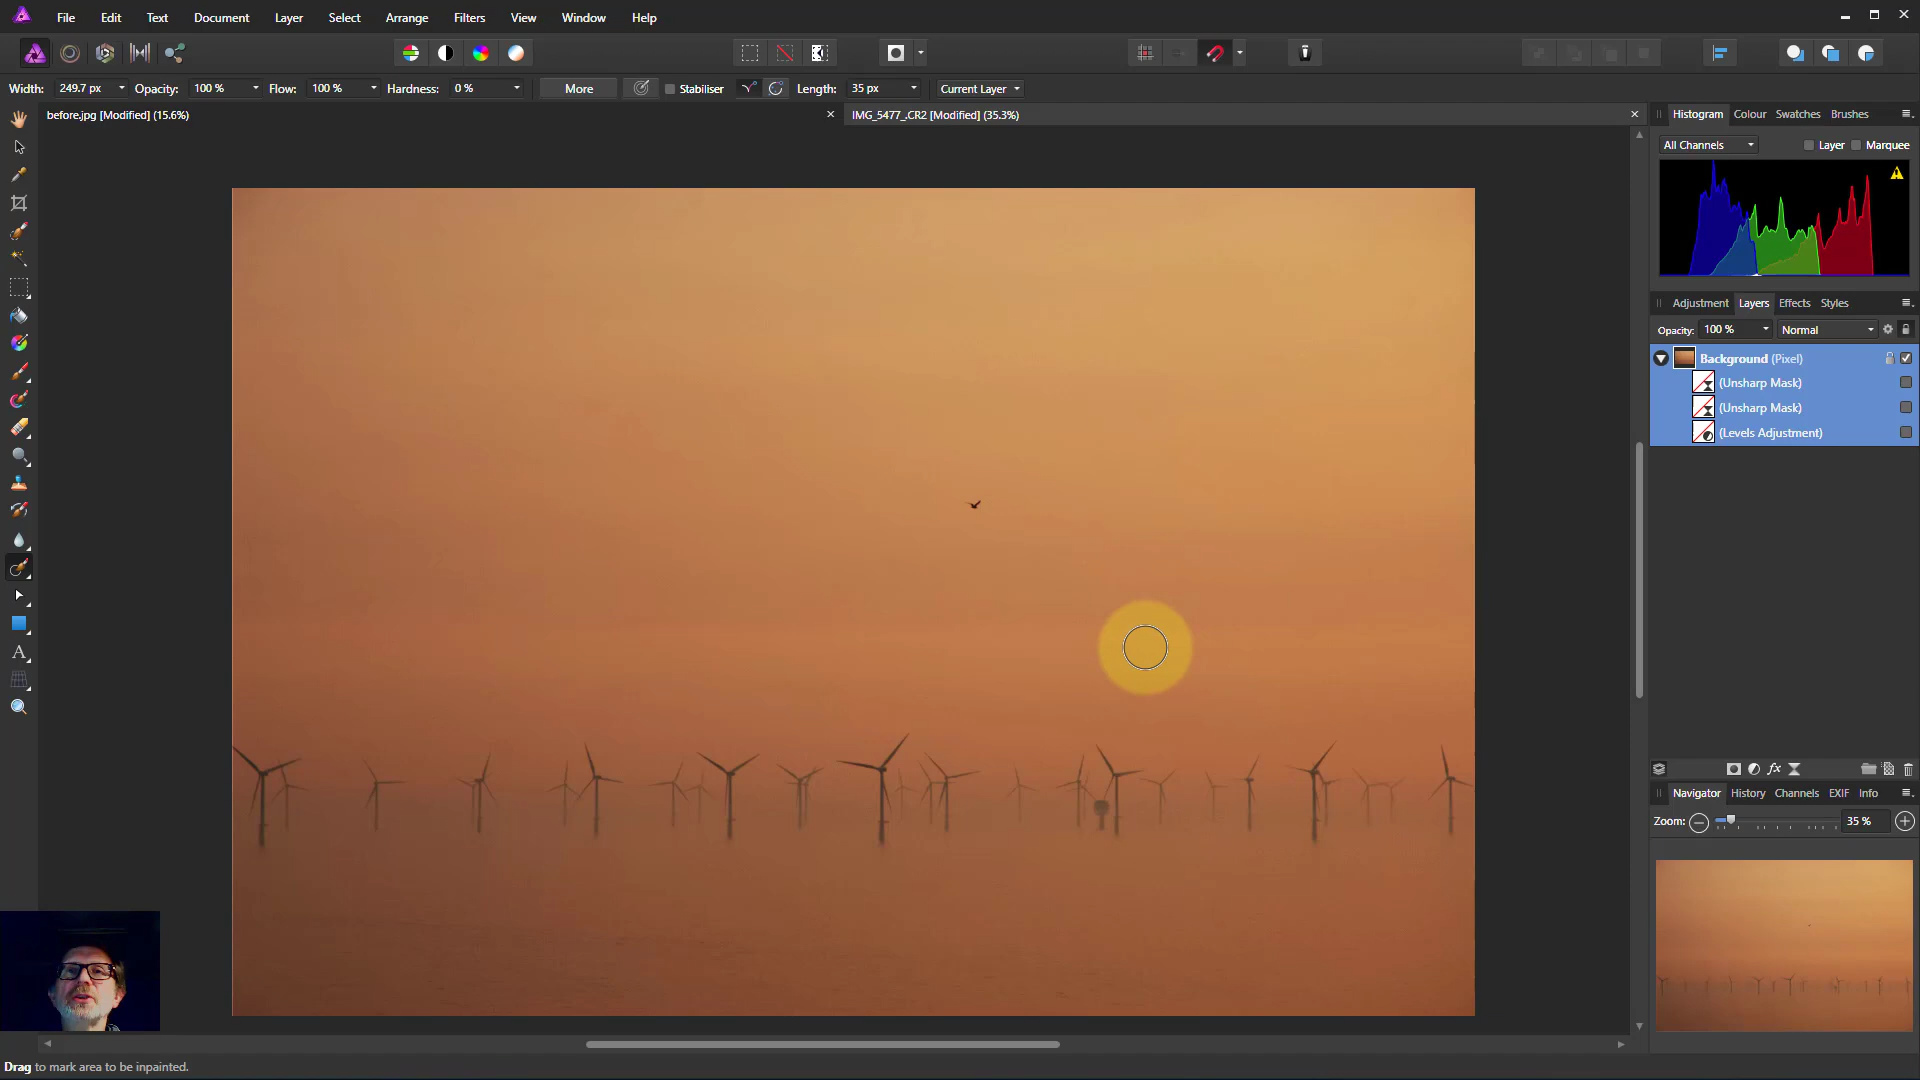 File Edit Text Document Layer Select Arrange Filters View Window Help
Width: 249.7 px Opacity: 100 % Flow: 100 % Hardness: 0 % More Stabiliser Length: 35 px Current Layer
before.jpg [Modified] (15.6%) IMG_5477_.CR2 [Modified] (35.3%)
Histogram Colour Swatches Brushes
All Channels Layer Marquee
Adjustment Layers Effects Styles
Opacity: 100 % Normal
Background (Pixel)
(Unsharp Mask)
(Unsharp Mask)
(Levels Adjustment)
Navigator History Channels EXIF Info
Zoom: 35 %
Drag to mark area to be inpainted.